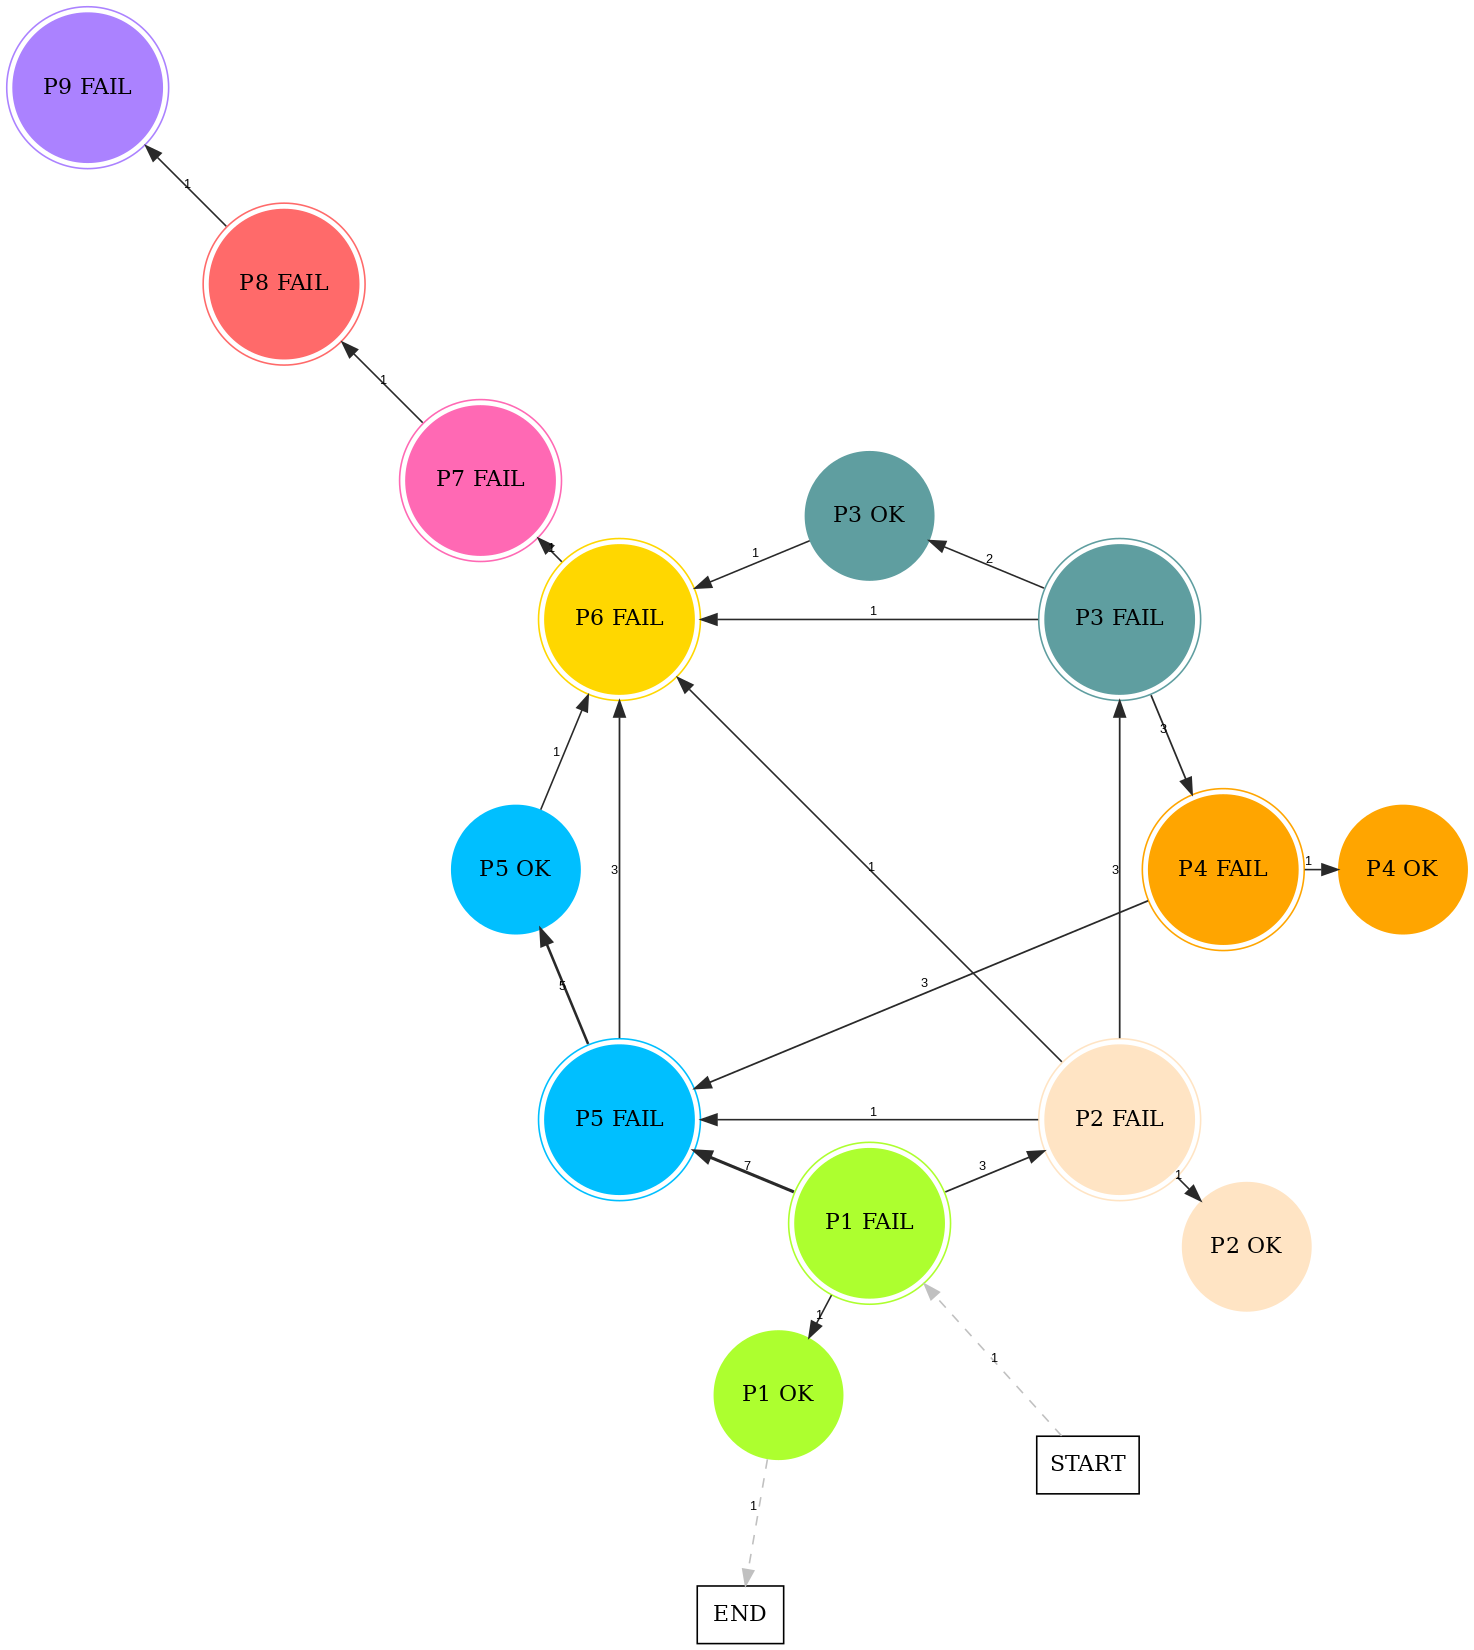 P9 FAIL
1
P8 FAIL
1
P7 FAIL
1
P3 OK
1
2
P6 FAIL
1
P3 FAIL
1
3
3
1
3
P5 OK
P4 FAIL
1
P4 OK
5
3
P5 FAIL
1
P2 FAIL
7
3
1
P1 FAIL
P2 OK
1
1
P1 OK
START
1
END